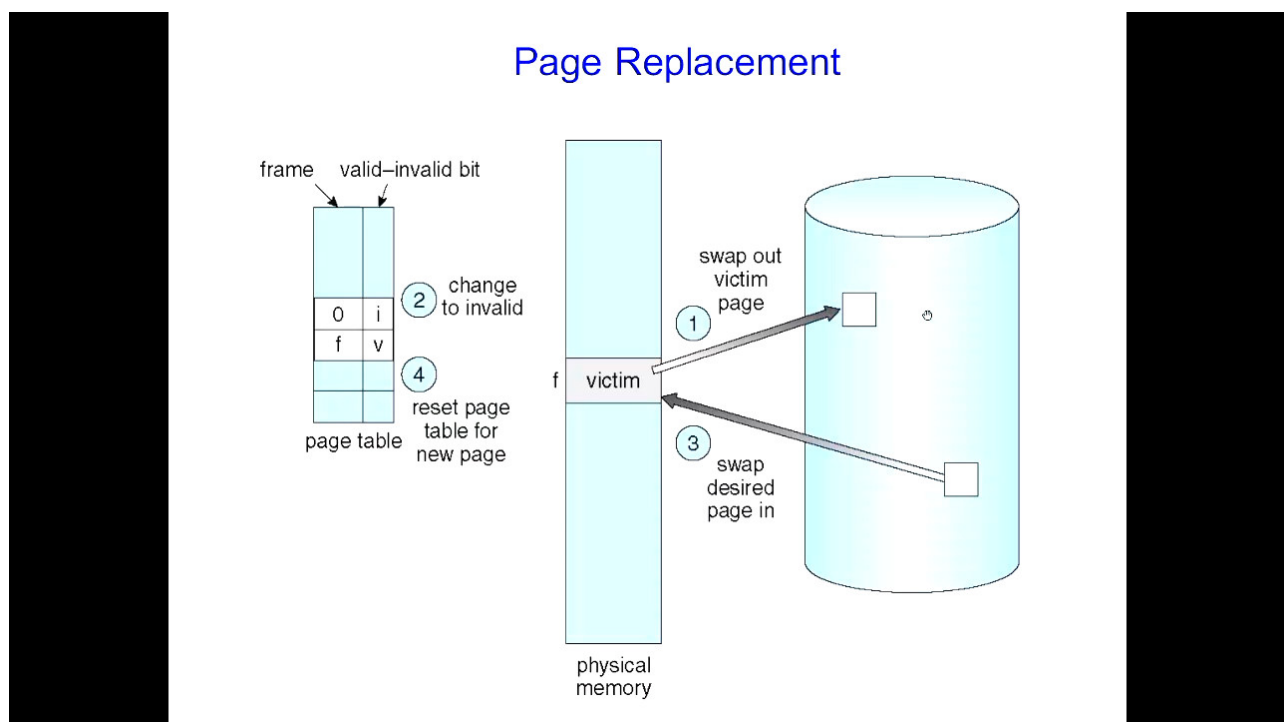 Page Replacement
frame
valid–invalid bit
0
i
f
v
2
change
to invalid
4
reset page
table for
new page
page table
f
victim
physical
memory
swap out
victim
page
1
3
swap
desired
page in